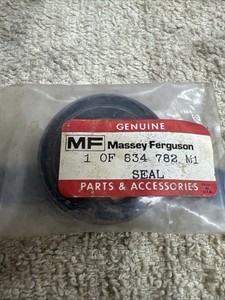 GENUINE
MF Massey Ferguson
1 OF 834 782 M1
SEAL
PARTS & ACCESSORIES